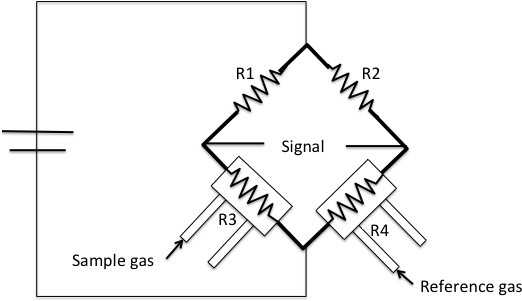 R1
R2
Signal
R3
R4
Sample gas
Reference gas